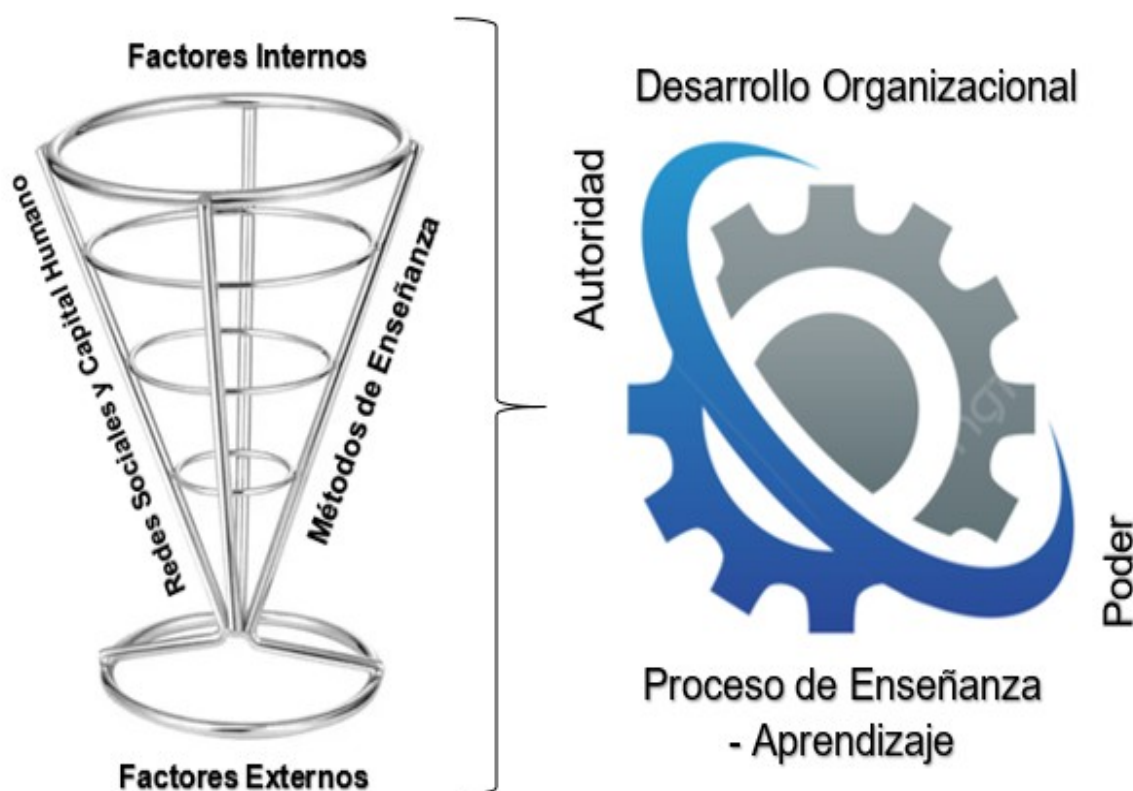 Factores Internos
Redes Sociales y Capital Humano
Métodos de Enseñanza
Factores Externos
Desarrollo Organizacional
Autoridad
Poder
Proceso de Enseñanza
- Aprendizaje